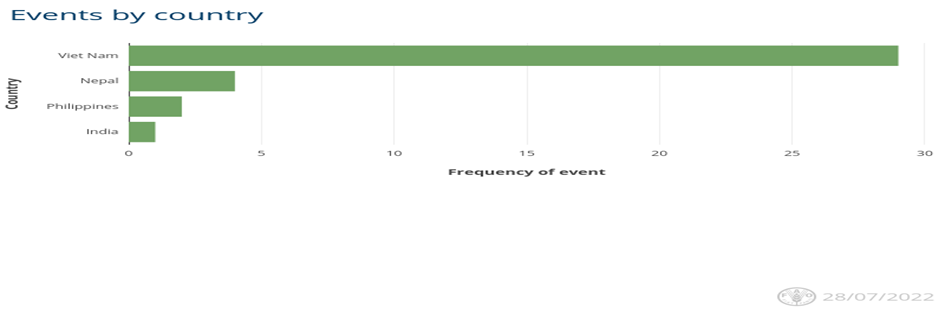 Events by country
Country
Viet Nam
Nepal
Philippines
India
0 5 10 15 20 25 30
Frequency of event
28/07/2022